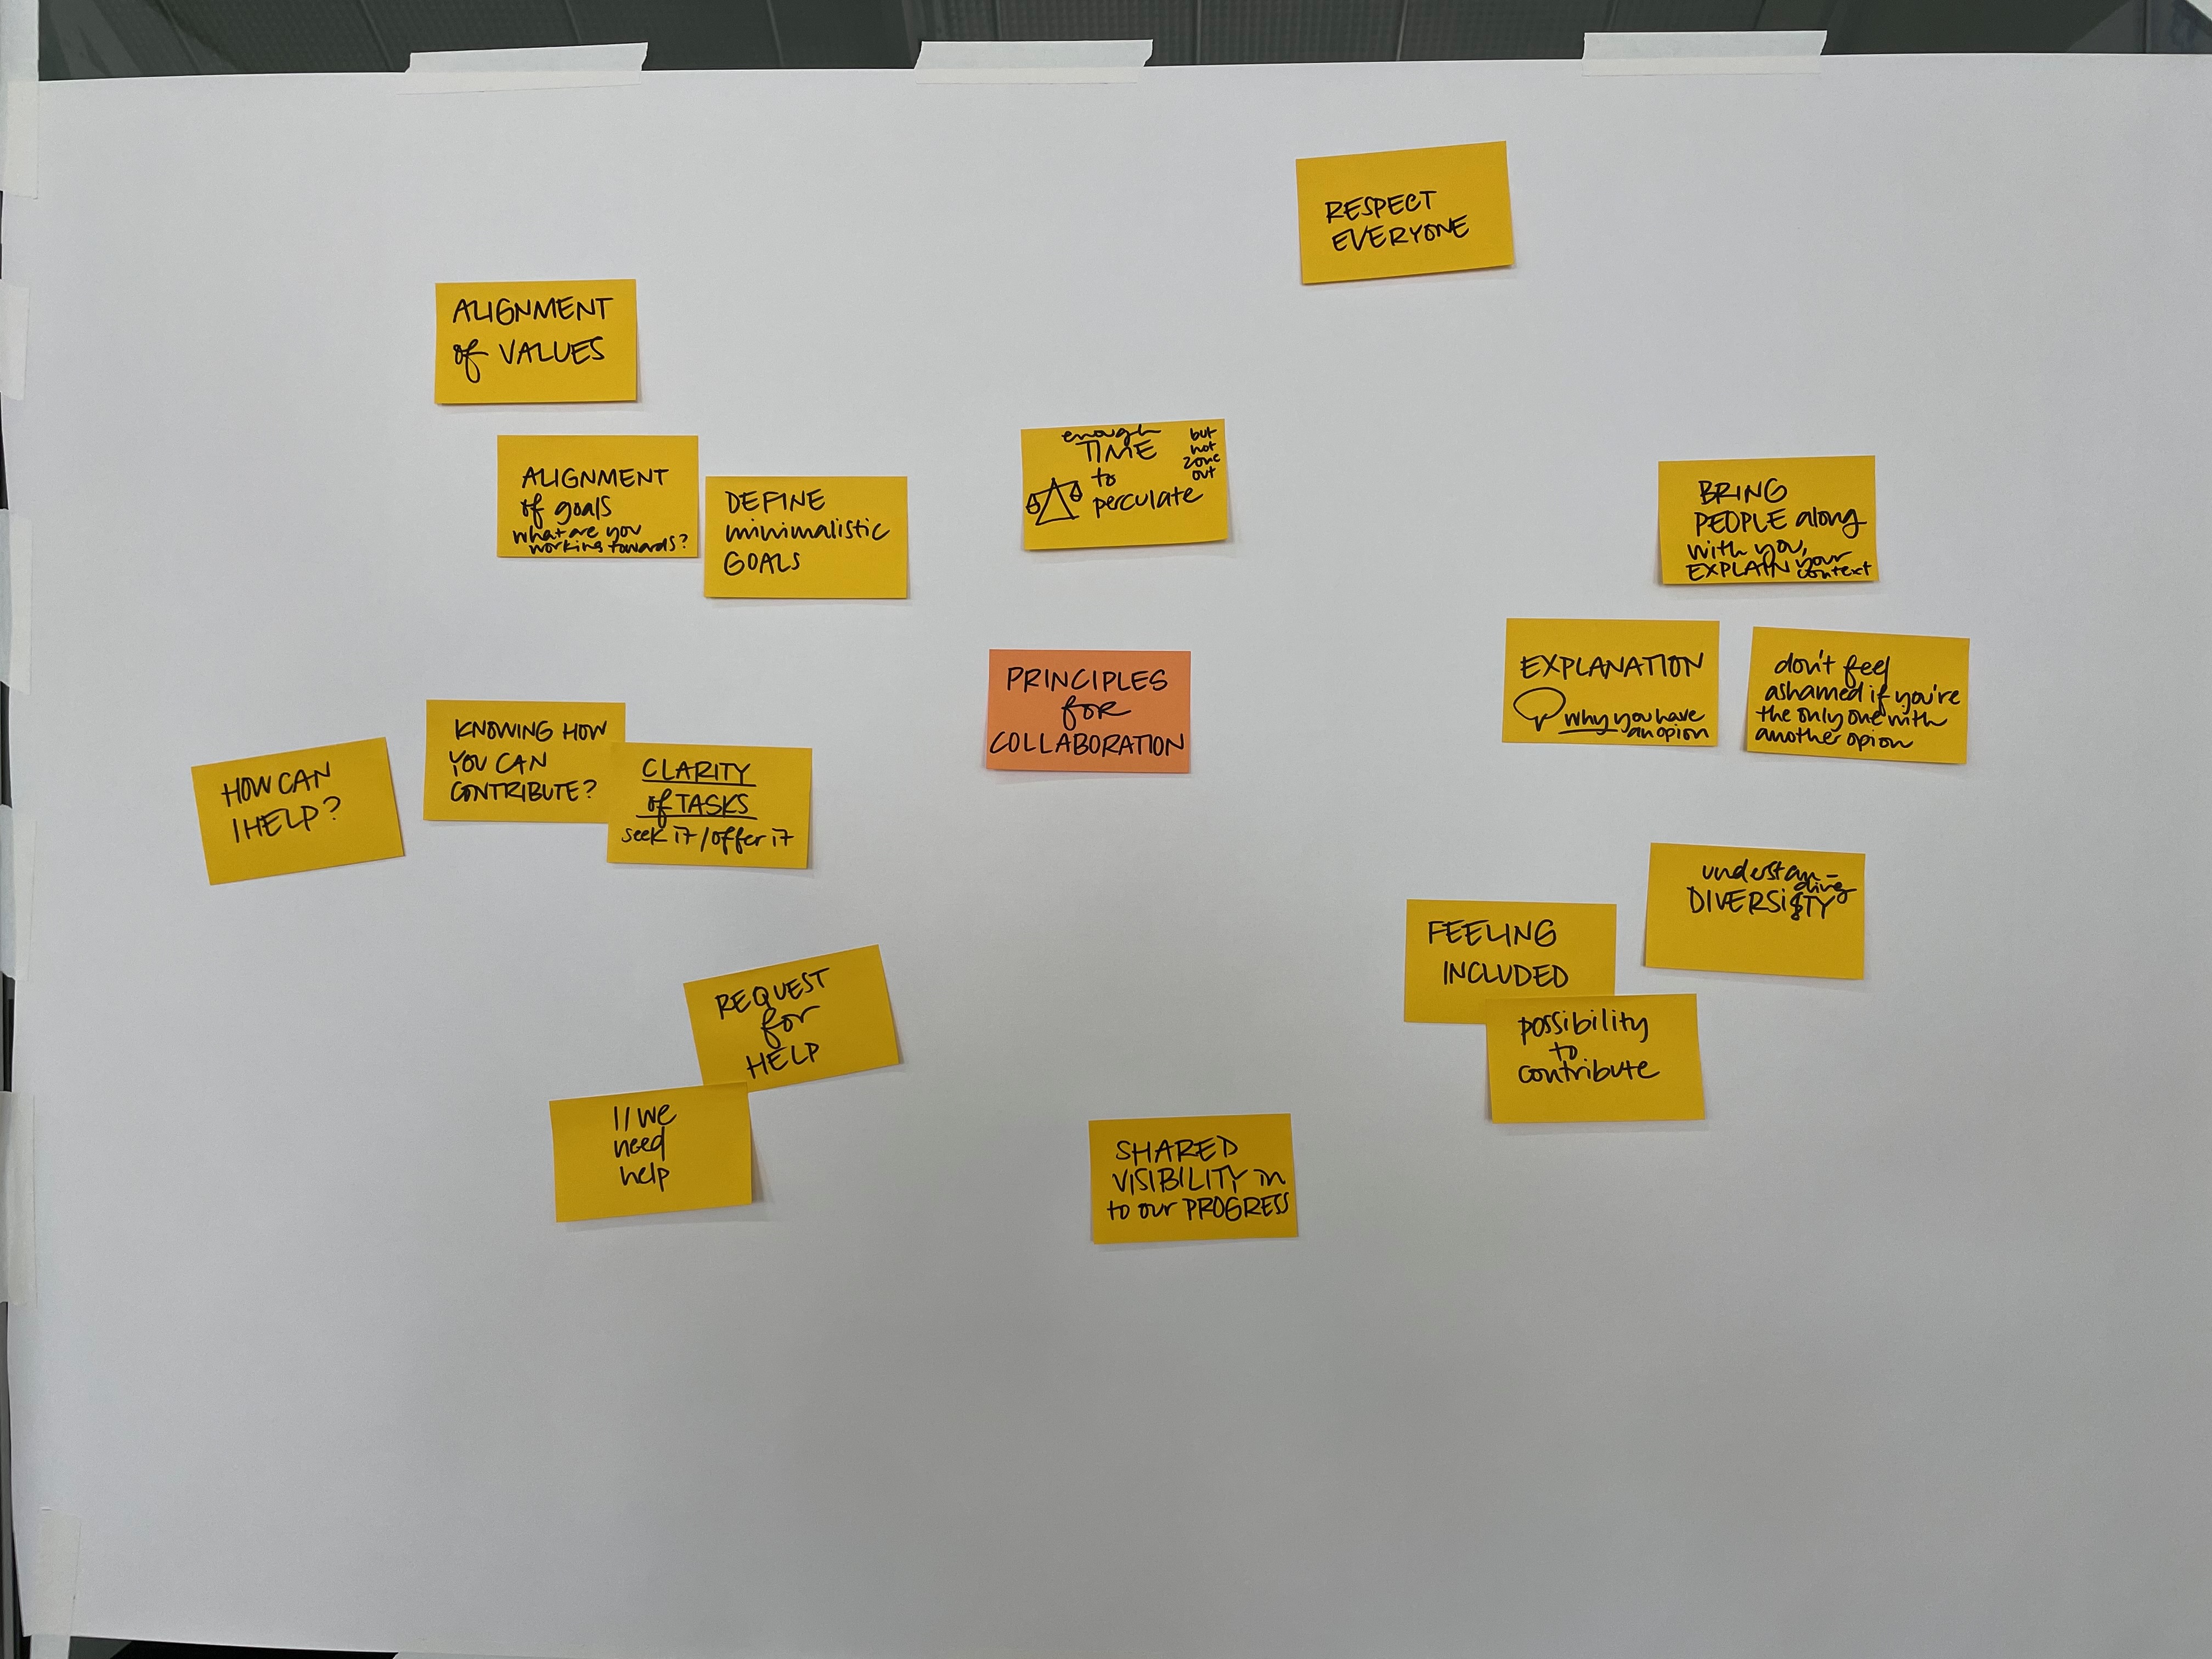 RESPECT
EVERYONE
ALIGNMENT
of VALUES
ALIGNMENT
of goals
what are you
working towards?
DEFINE
minimalistic
GOALS
enough
TIME
to
perculate
but
not
zone
out
BRING
PEOPLE along
with you,
EXPLAIN your
context
PRINCIPLES
for
COLLABORATION
EXPLANATION
why you have
an opion
don't feel
ashamed if you're
the only one with
another opion
HOW CAN
I HELP?
KNOWING HOW
YOU CAN
CONTRIBUTE?
CLARITY
of TASKS
seek it/offer it
understan-
ding
DIVERSITY
FEELING
INCLUDED
possibility
to
contribute
REQUEST
for
HELP
I/we
need
help
SHARED
VISIBILITY in
to our PROGRESS